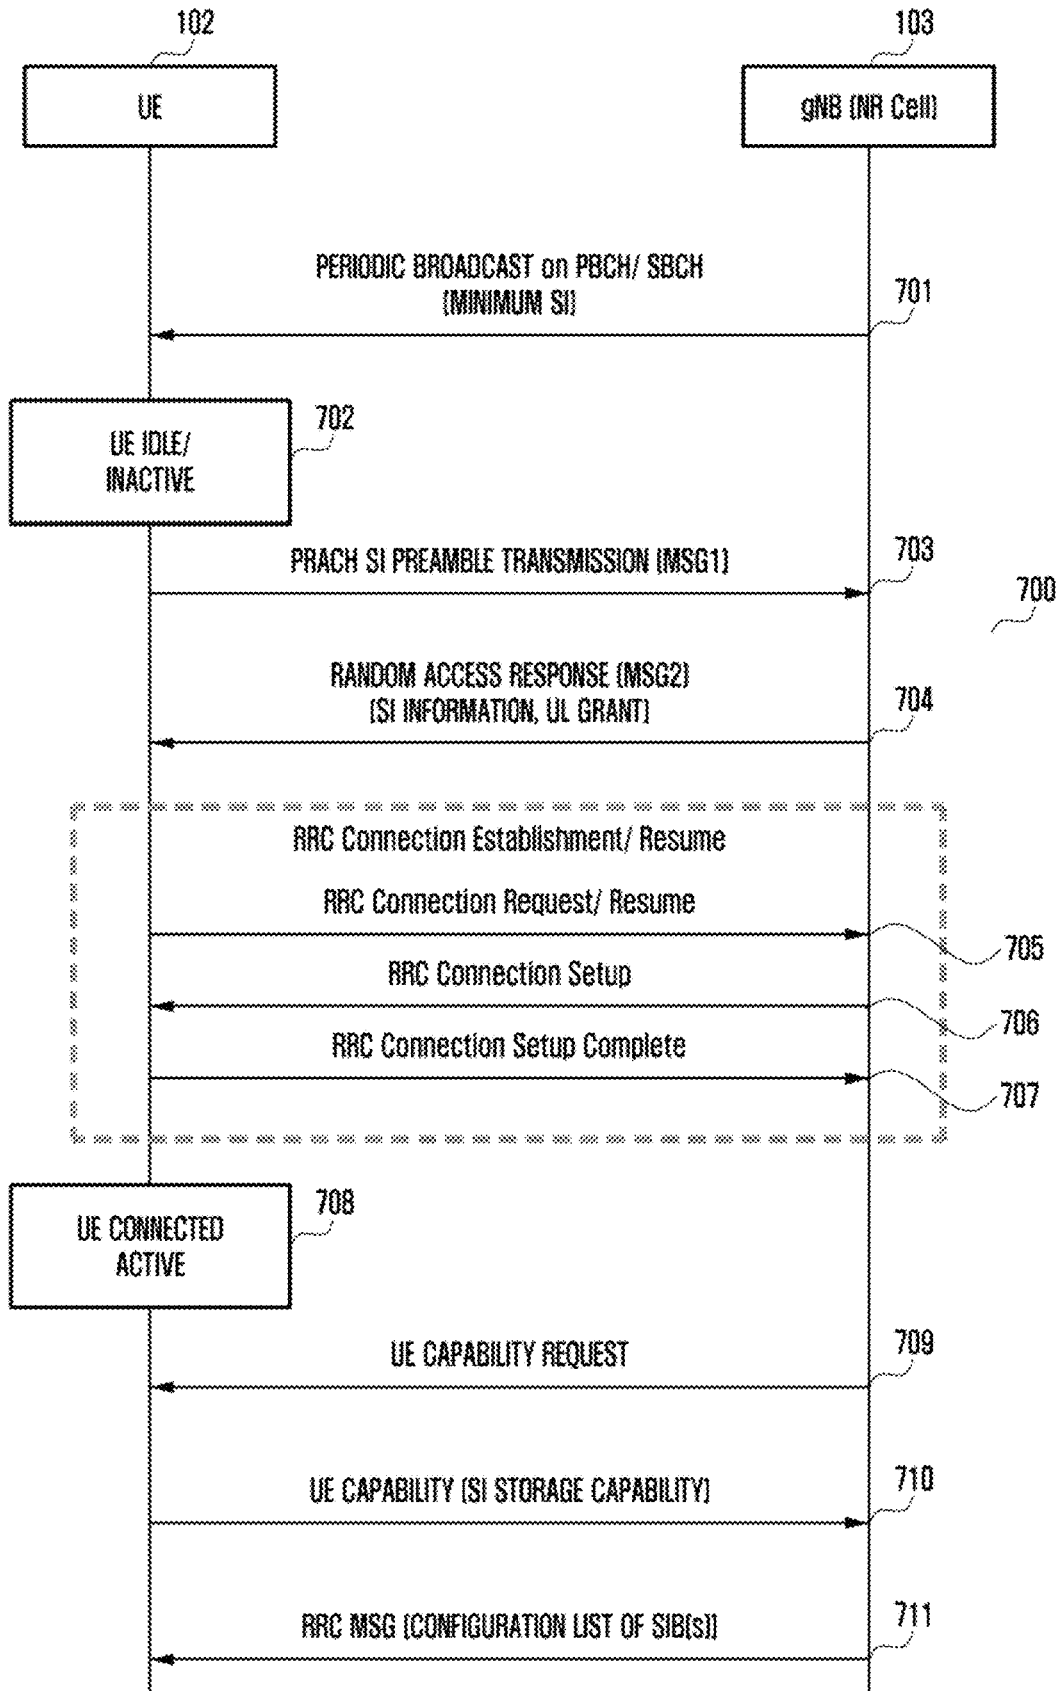 102
103
UE
gNB (NR Cell)
PERIODIC BROADCAST on PBCH/ SBCH
(MINIMUM SI)
701
702
UE IDLE/
INACTIVE
PRACH SI PREAMBLE TRANSMISSION (MSG1)
703
700
RANDOM ACCESS RESPONSE (MSG2)
(SI INFORMATION, UL GRANT)
704
RRC Connection Establishment/ Resume
RRC Connection Request/ Resume
705
RRC Connection Setup
706
RRC Connection Setup Complete
707
708
UE CONNECTED
ACTIVE
UE CAPABILITY REQUEST
709
UE CAPABILITY (SI STORAGE CAPABILITY)
710
RRC MSG (CONFIGURATION LIST OF SIB(s))
711